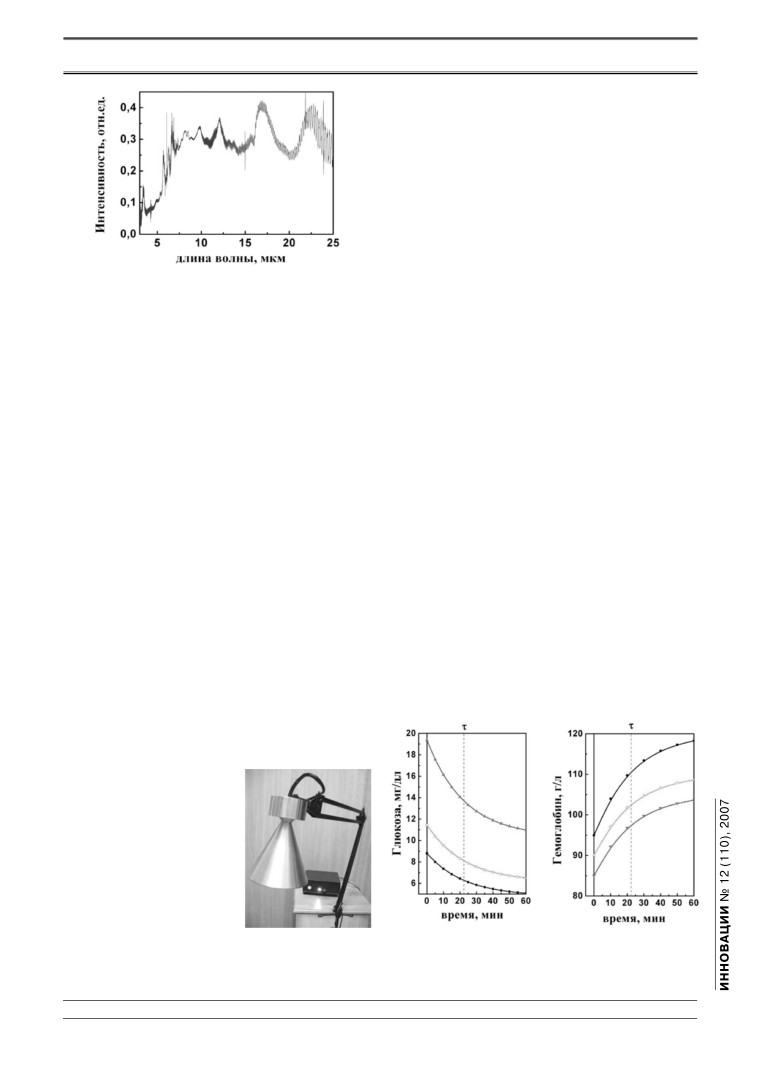 Интенсивность, отн.ед.
0,4
0,3
0,2
0,1
0,0
5 10 15 20 25
длина волны, мкм
τ
Глюкоза, мг/дл
20
18
16
14
12
10
8
6
0 10 20 30 40 50 60
время, мин
τ
Гемоглобин, г/л
120
110
100
90
80
0 10 20 30 40 50 60
время, мин
ИННОВАЦИИ № 12 (110), 2007